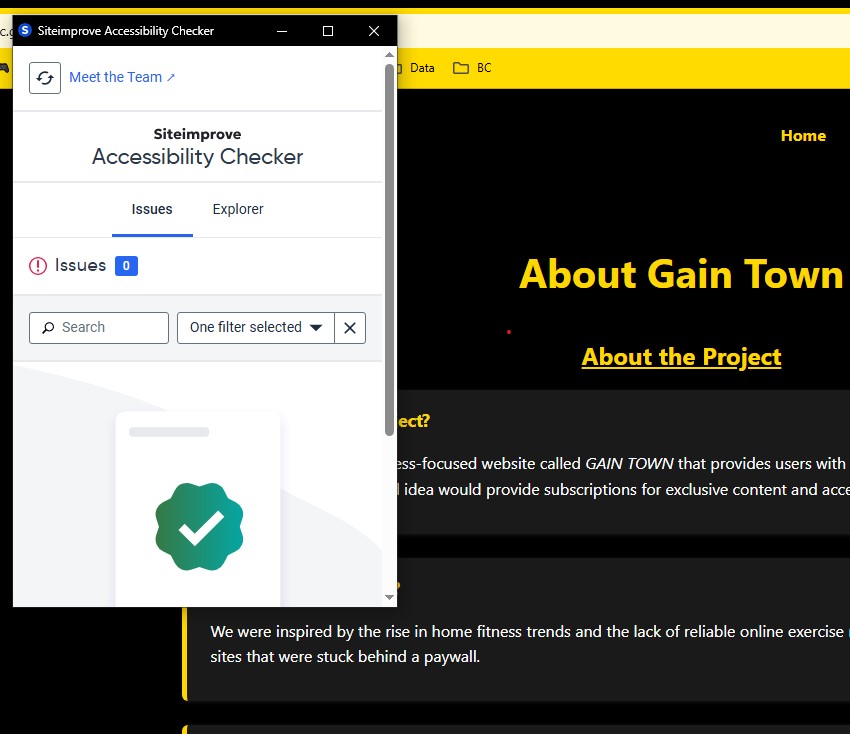 Siteimprove Accessibility Checker
Meet the Team ↗
Siteimprove
Accessibility Checker
Issues Explorer
Issues 0
Search One filter selected
Data BC
Home
About Gain Town
About the Project
ect?
ess-focused website called GAIN TOWN that provides users with
idea would provide subscriptions for exclusive content and acce
We were inspired by the rise in home fitness trends and the lack of reliable online exercise
sites that were stuck behind a paywall.